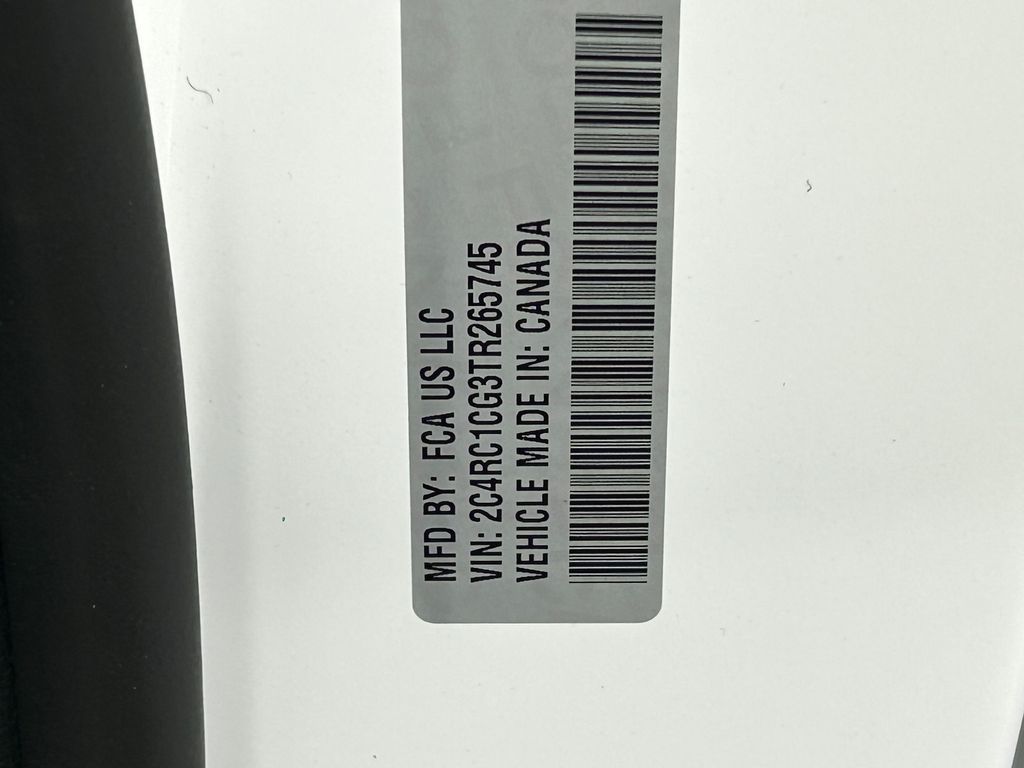 MFD BY: FCA US LLC
VIN: 2C4RC1CG3TR265745
VEHICLE MADE IN: CANADA